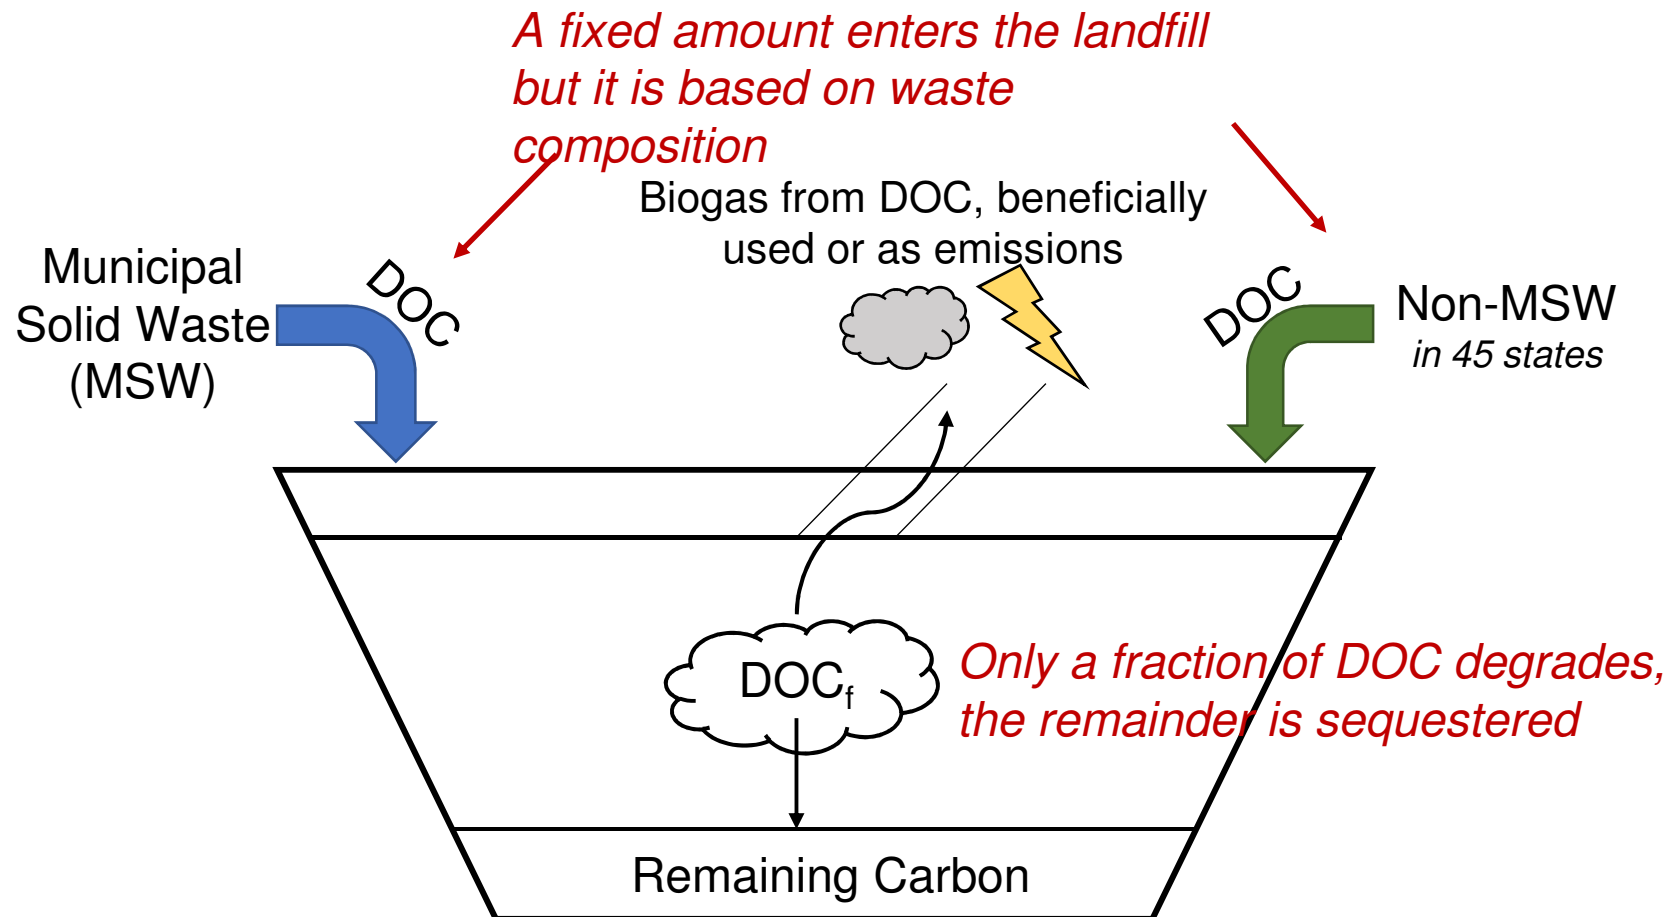 A fixed amount enters the landfill
but it is based on waste
composition
Biogas from DOC, beneficially
used or as emissions
Municipal
Solid Waste
(MSW)
DOC
DOC
Non-MSW
in 45 states
DOCf
Only a fraction of DOC degrades,
the remainder is sequestered
Remaining Carbon